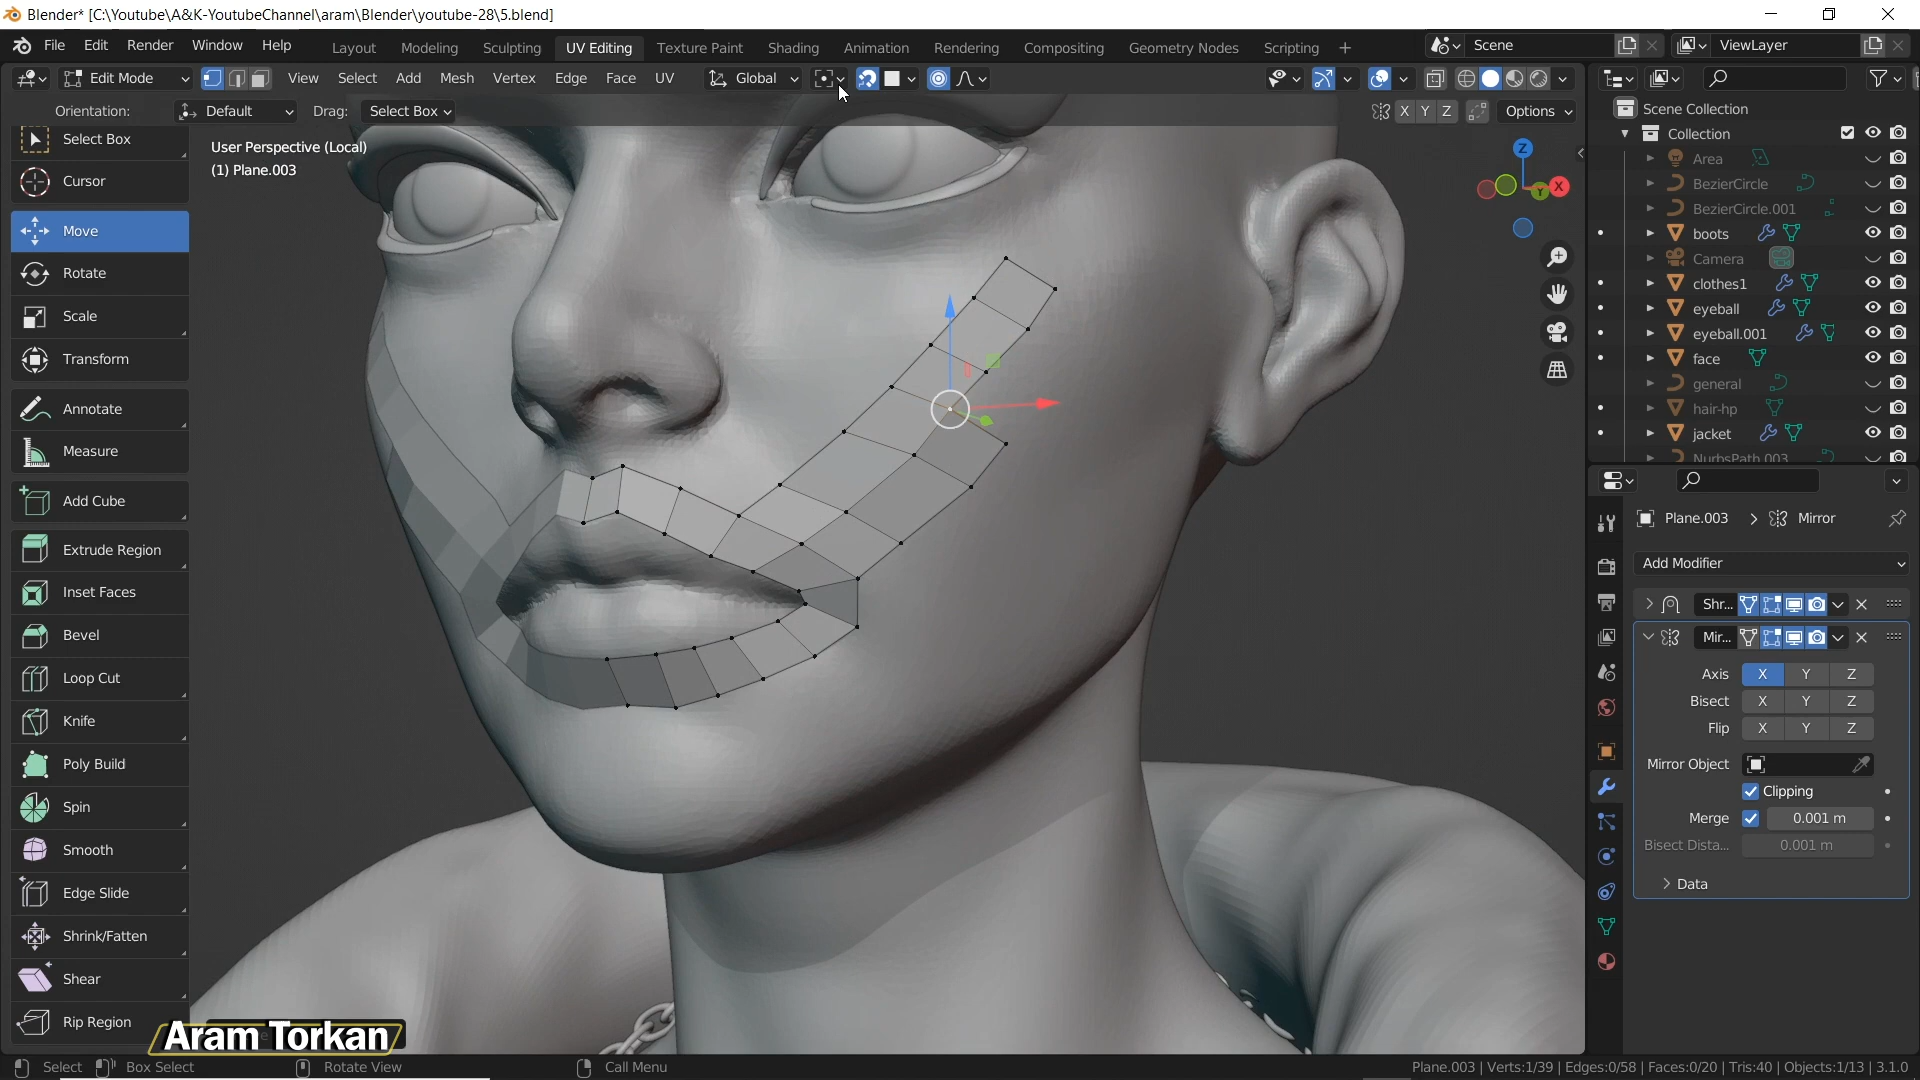 Blender* [C:\Youtube\A&K-YoutubeChannel\aram\Blender\youtube-28\5.blend]
File Edit Render Window Help Layout Modeling Sculpting UV Editing Texture Paint Shading Animation Rendering Compositing Geometry Nodes Scripting + Scene ViewLayer
Edit Mode View Select Add Mesh Vertex Edge Face UV Global
Orientation: Default Drag: Select Box X Y Z Options
User Perspective (Local)
(1) Plane.003
Select Box
Cursor
Move
Rotate
Scale
Transform
Annotate
Measure
Add Cube
Extrude Region
Inset Faces
Bevel
Loop Cut
Knife
Poly Build
Spin
Smooth
Edge Slide
Shrink/Fatten
Shear
Rip Region
Z
X
Y
Scene Collection
Collection
Area
BezierCircle
BezierCircle.001
boots
Camera
clothes1
eyeball
eyeball.001
face
general
hair-hp
jacket
NurbsPath.003
Plane.003 > Mirror
Add Modifier
Shr...
Mir...
Axis X Y Z
Bisect X Y Z
Flip X Y Z
Mirror Object
Clipping
Merge 0.001 m
Bisect Dista... 0.001 m
Data
Aram Torkan
Select Box Select Rotate View Call Menu Plane.003 | Verts:1/39 | Edges:0/58 | Faces:0/20 | Tris:40 | Objects:1/13 | 3.1.0